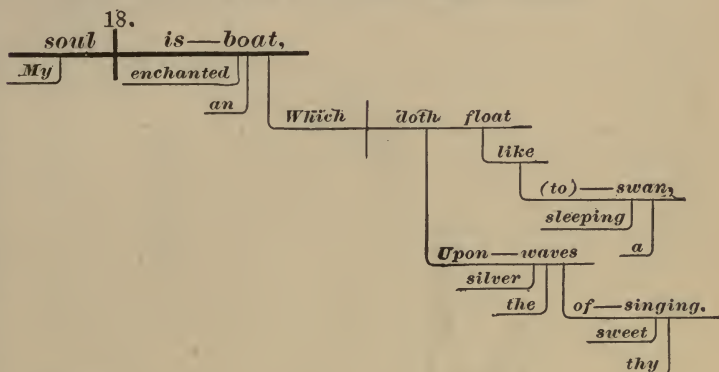 18.
soul is—boat,
My enchanted
an
Which doth float
like
(to)—swan,
sleeping
a
Upon—waves
silver
the
of—singing.
sweet
thy